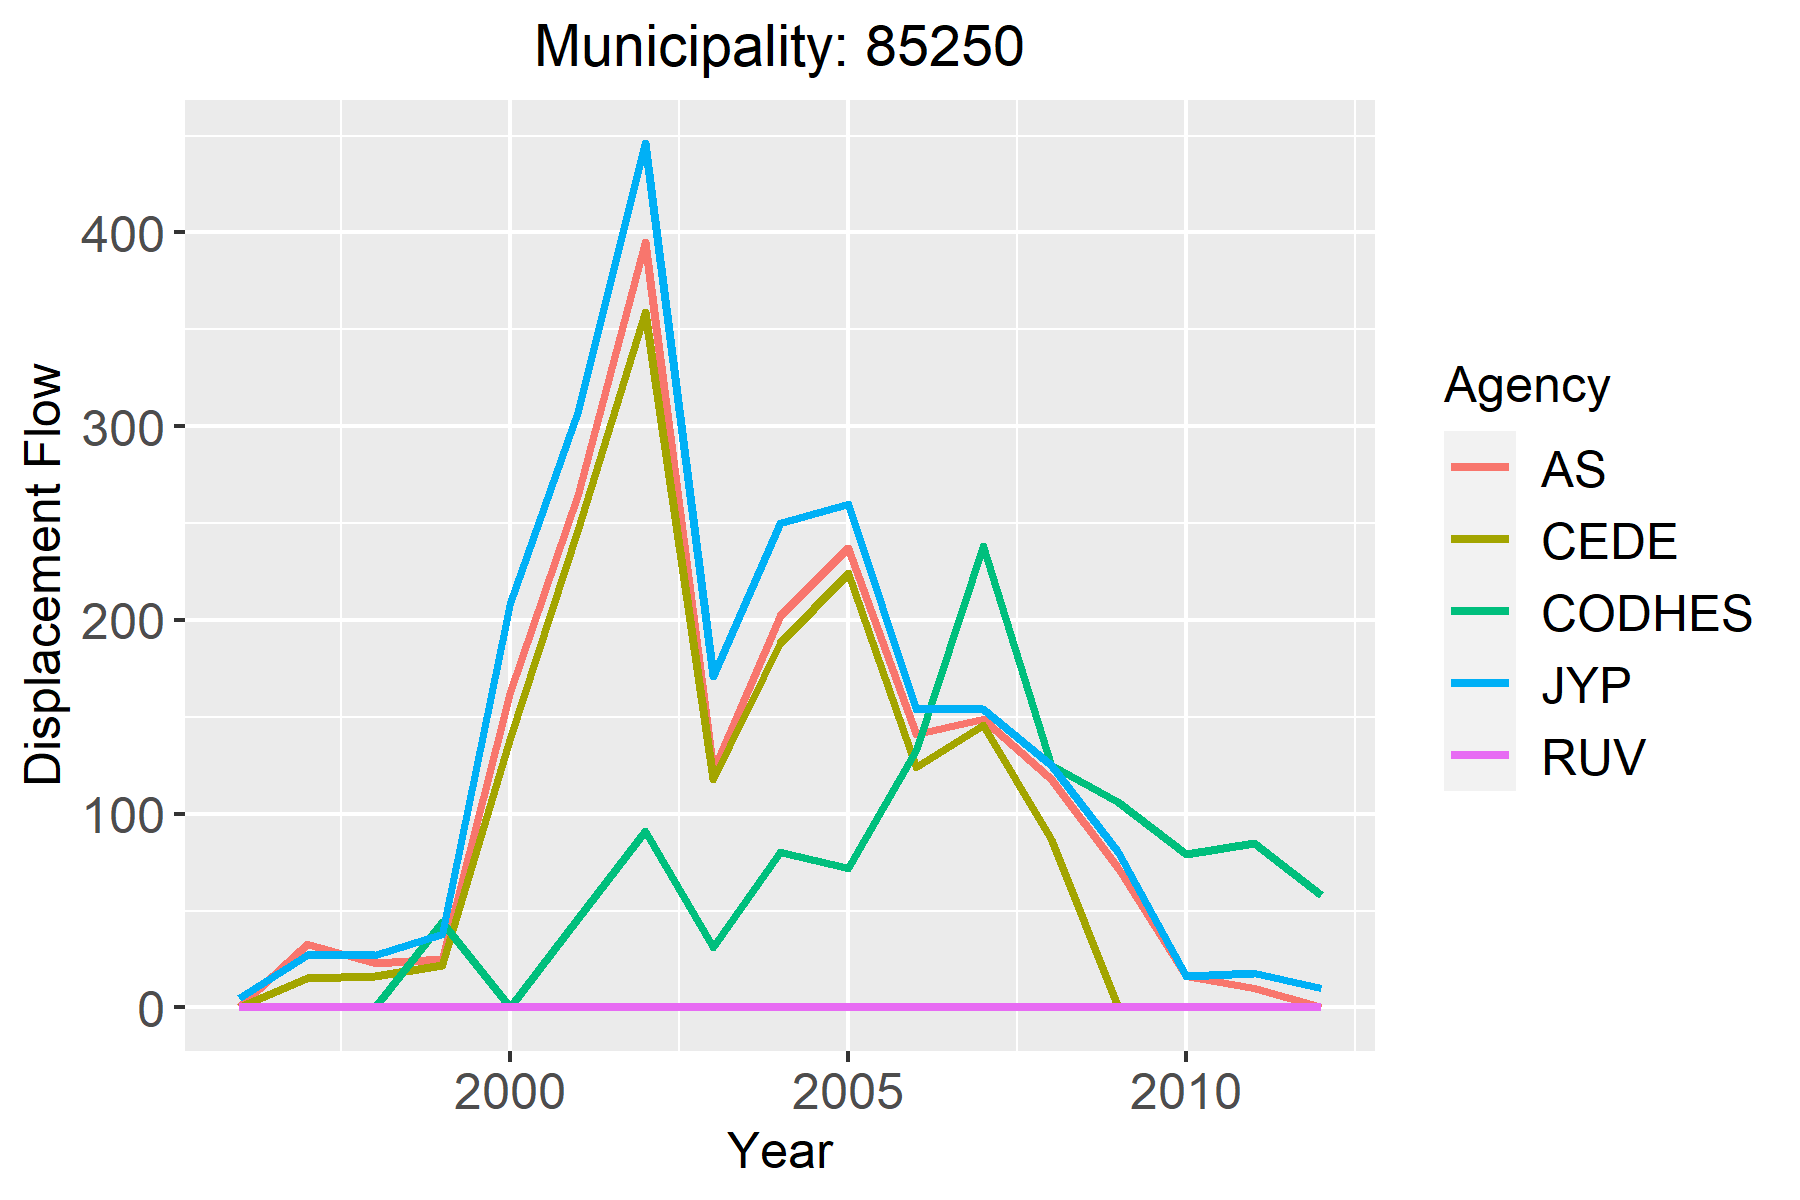 Municipality: 85250
Displacement Flow
400
300
200
100
0
2000 2005 2010
Year
Agency
AS
CEDE
CODHES
JYP
RUV